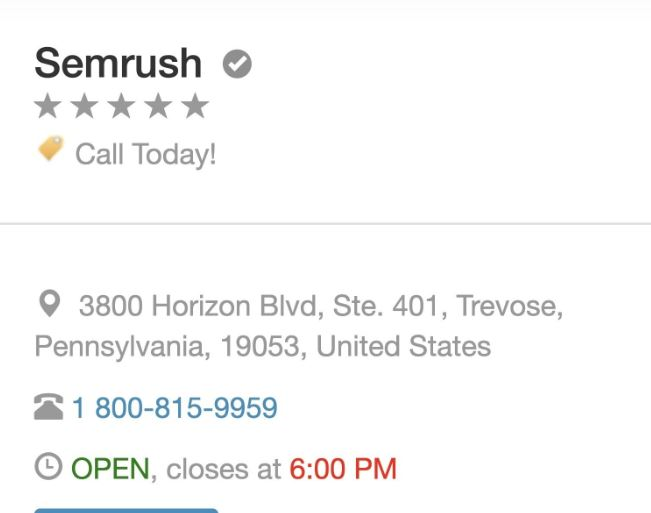 Semrush
Call Today!
3800 Horizon Blvd, Ste. 401, Trevose,
Pennsylvania, 19053, United States
1 800-815-9959
OPEN, closes at 6:00 PM